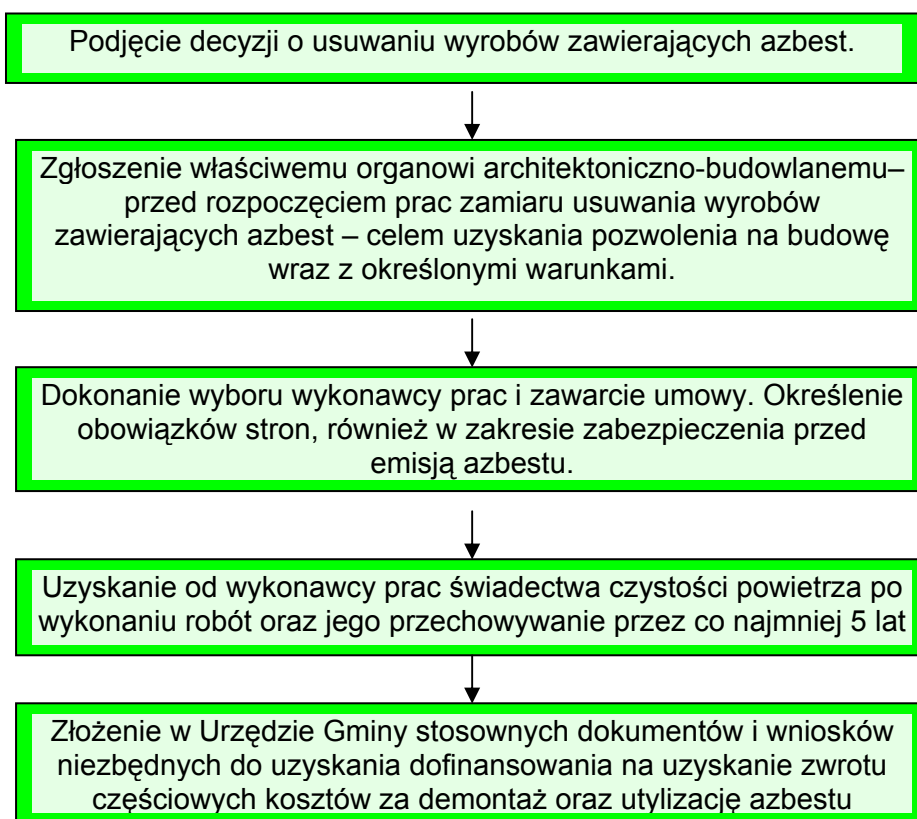 Podjęcie decyzji o usuwaniu wyrobów zawierających azbest.
Zgłoszenie właściwemu organowi architektoniczno-budowlanemu–
przed rozpoczęciem prac zamiaru usuwania wyrobów
zawierających azbest – celem uzyskania pozwolenia na budowę
wraz z określonymi warunkami.
Dokonanie wyboru wykonawcy prac i zawarcie umowy. Określenie
obowiązków stron, również w zakresie zabezpieczenia przed
emisją azbestu.
Uzyskanie od wykonawcy prac świadectwa czystości powietrza po
wykonaniu robót oraz jego przechowywanie przez co najmniej 5 lat
Złożenie w Urzędzie Gminy stosownych dokumentów i wniosków
niezbędnych do uzyskania dofinansowania na uzyskanie zwrotu
częściowych kosztów za demontaż oraz utylizację azbestu